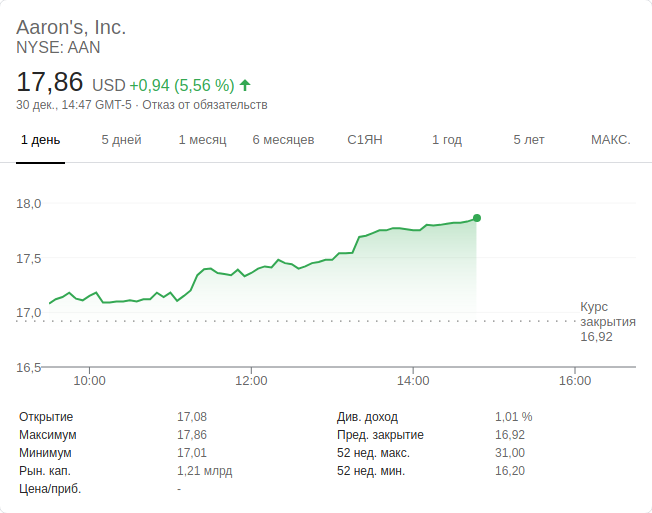 Aaron's, Inc.
NYSE: AAN
17,86 USD +0,94 (5,56 %)
30 дек., 14:47 GMT-5 · Отказ от обязательств
1 день 5 дней 1 месяц 6 месяцев С1ЯН 1 год 5 лет МАКС.
18,0
17,5
17,0
16,5
Курс
закрытия
16,92
10:00 12:00 14:00 16:00
Открытие 17,08 Див. доход 1,01 %
Максимум 17,86 Пред. закрытие 16,92
Минимум 17,01 52 нед. макс. 31,00
Рын. кап. 1,21 млрд 52 нед. мин. 16,20
Цена/приб. -